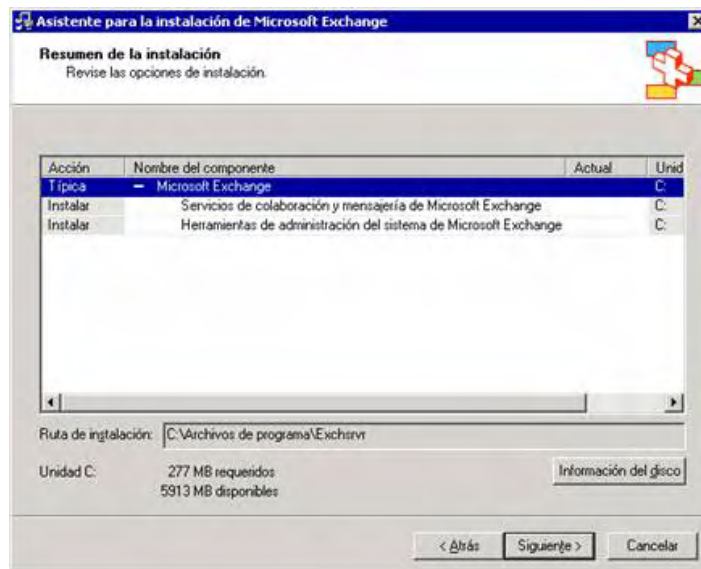 Asistente para la instalación de Microsoft Exchange
Resumen de la instalación
Revise las opciones de instalación.
Acción Nombre del componente Actual Unid
Típica Microsoft Exchange C:
Instalar Servicios de colaboración y mensajería de Microsoft Exchange C:
Instalar Herramientas de administración del sistema de Microsoft Exchange C:
Ruta de instalación: C:\Archivos de programa\Exchsrvr
Unidad C: 277 MB requeridos Información del disco
5913 MB disponibles
< Atrás Siguiente > Cancelar